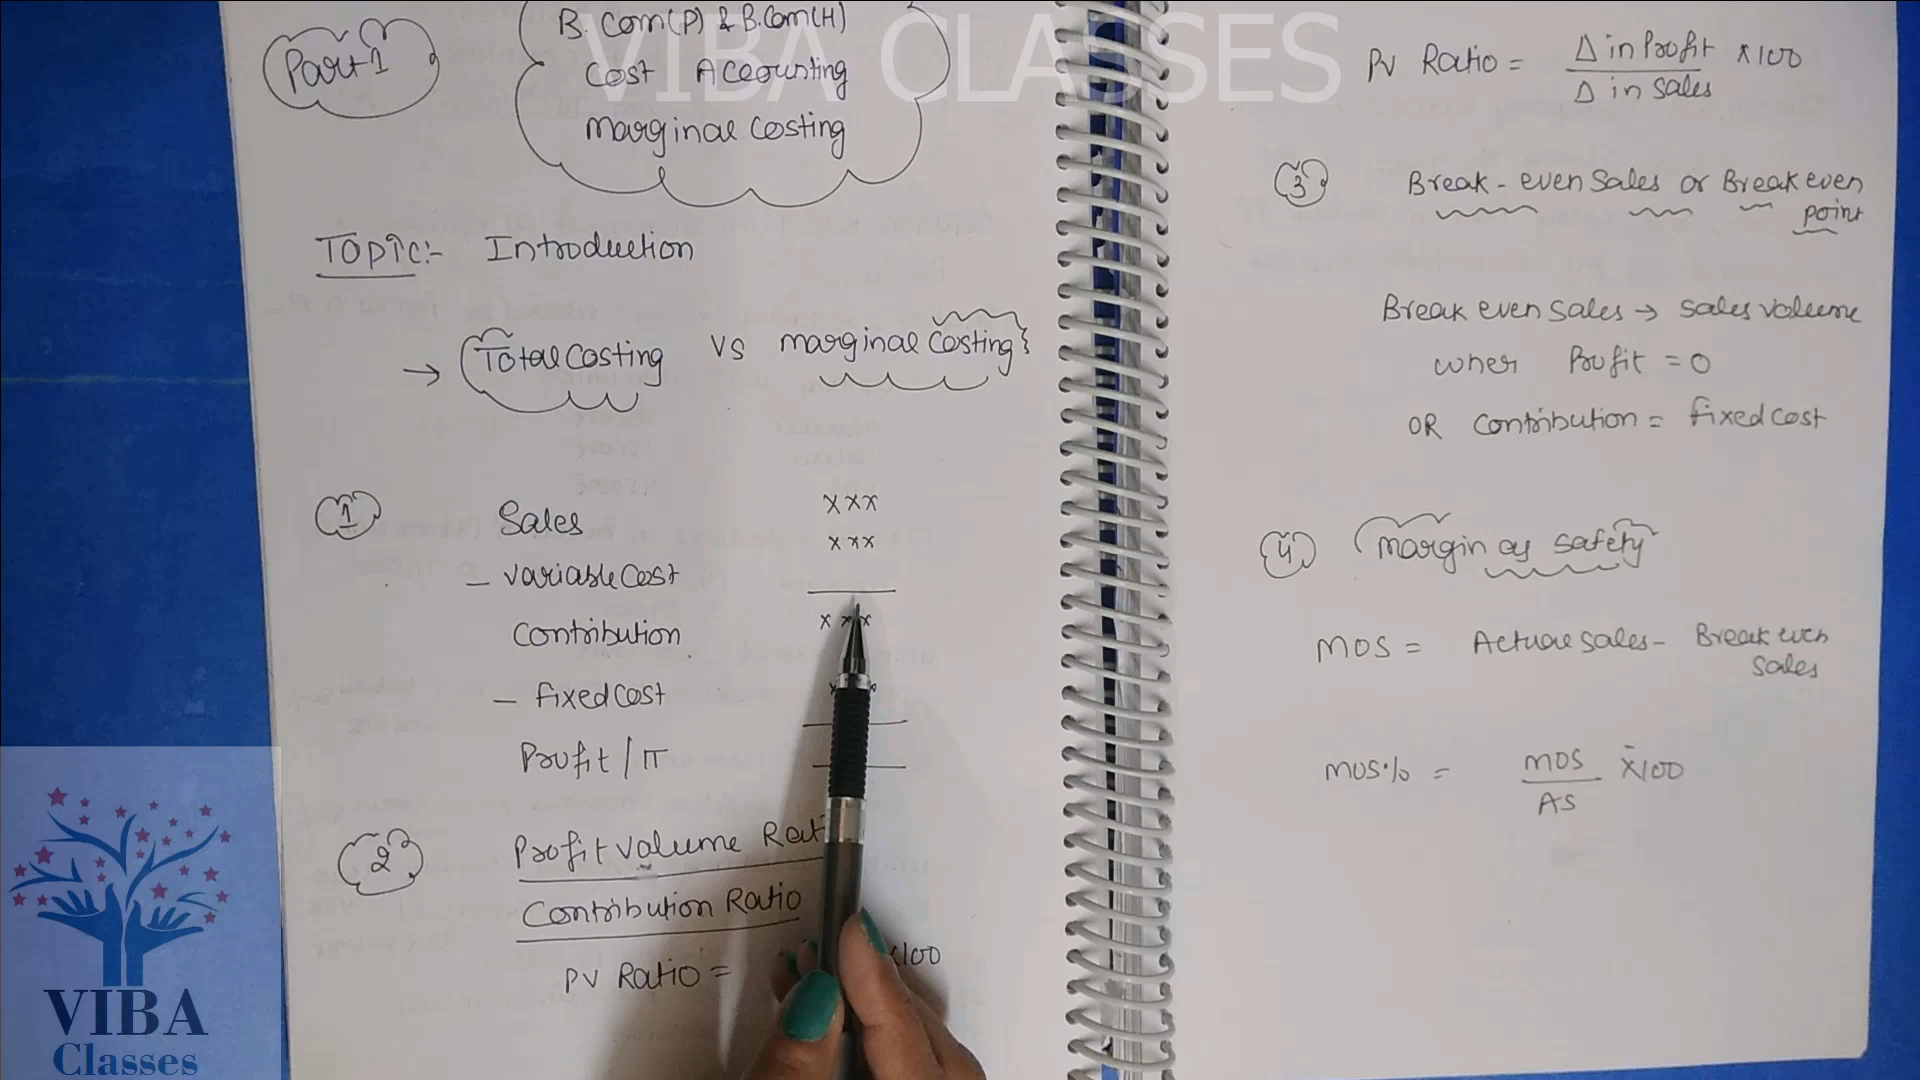 VIBA CLASSES
Part 1
B. Com(P) & B.Com(H)
Cost Accounting
marginal Costing
TOPIC:- Introduction
→ Total Costing VS marginal Costing
1
Sales xxx
- Variable Cost xxx
Contribution xxx
- fixed Cost
Profit / π
2
Profit volume Rati
Contribution Ratio
PV Ratio = x100
PV Ratio = Δ in Profit x 100
Δ in Sales
3
Break - even Sales or Break even
point
Break even Sales → Sales volume
wher Profit = 0
OR Contribution = fixed cost
4
margin of safety
MOS = Actual Sales - Break even
Sales
MOS% = MOS x100
AS
VIBA
Classes